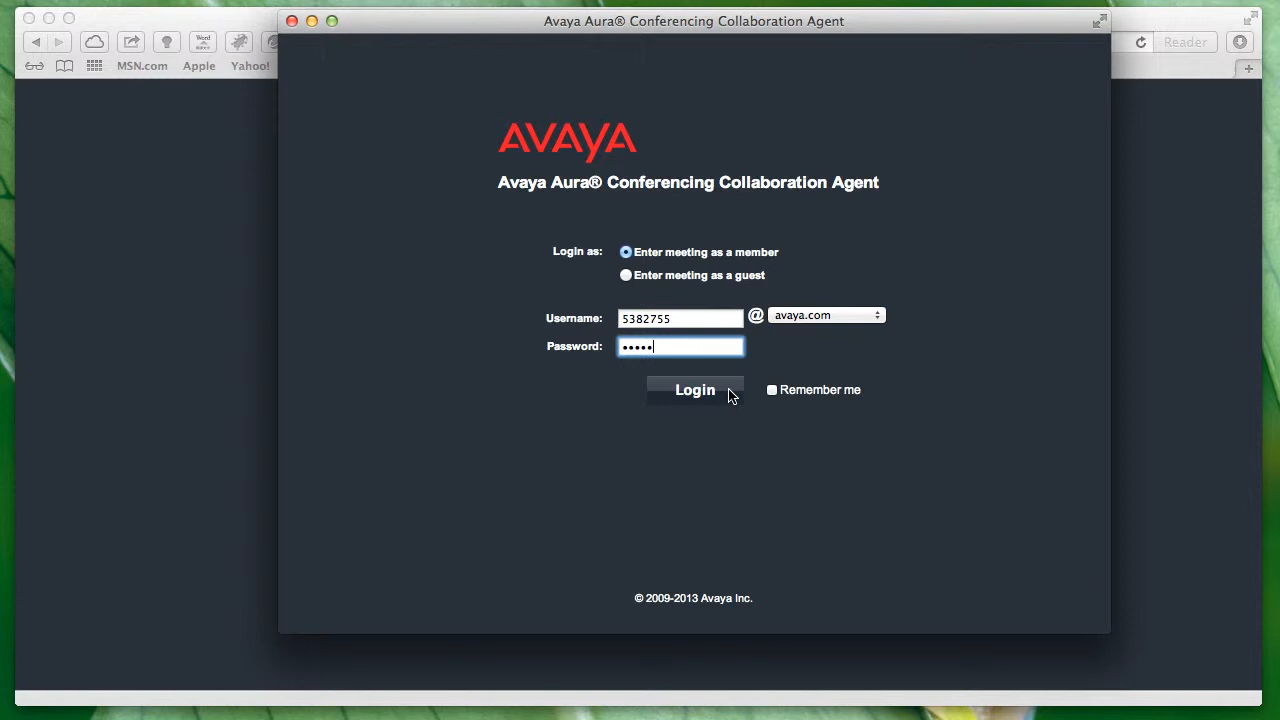 Avaya Aura® Conferencing Collaboration Agent
Word
Reader
MSN.com Apple Yahoo!
AVAYA
Avaya Aura® Conferencing Collaboration Agent
Login as: Enter meeting as a member
Enter meeting as a guest
Username: 5382755 @ avaya.com
Password: •••••
Login Remember me
© 2009-2013 Avaya Inc.